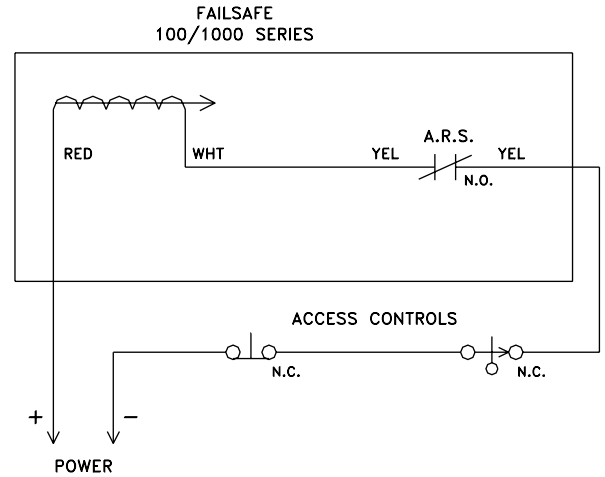 FAILSAFE
100/1000 SERIES
A.R.S.
RED
WHT
YEL
YEL
N.O.
ACCESS CONTROLS
N.C.
N.C.
+
−
POWER